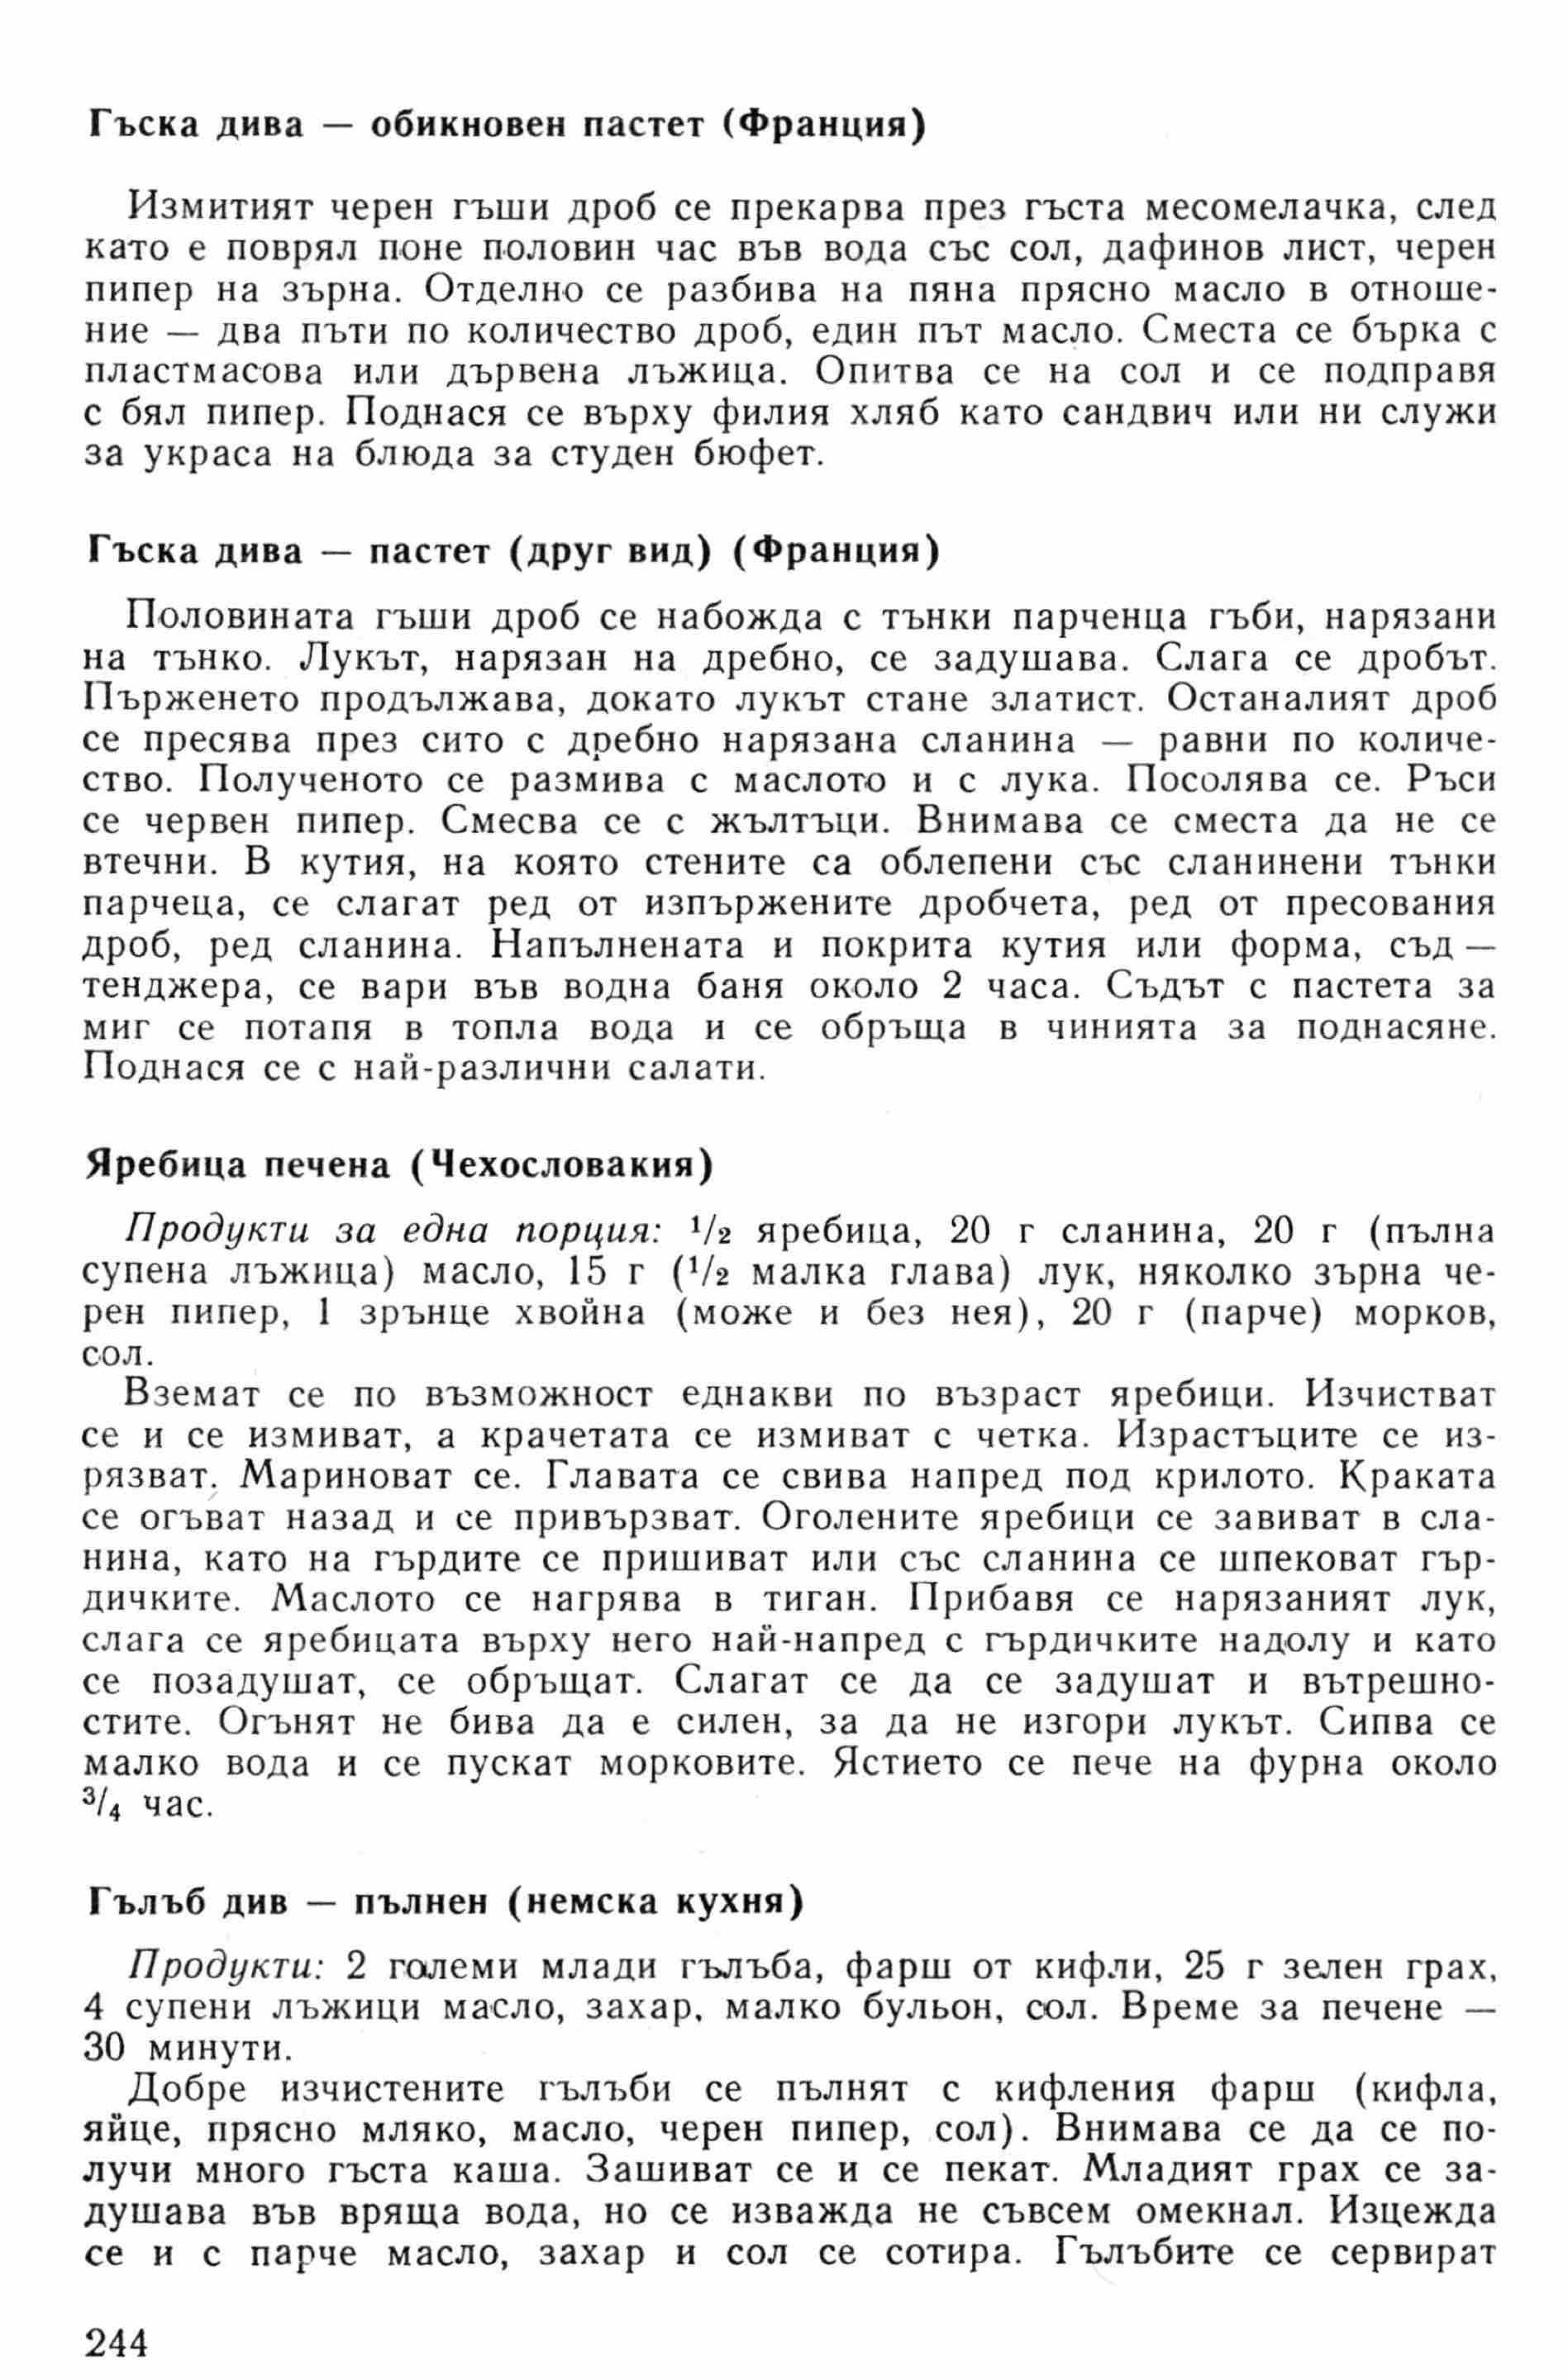 Гъска дива — обикновен пастет (Франция)
Измитият черен гъши дроб се прекарва през гъста месомелачка, след
като е поврял поне половин час във вода със сол, дафинов лист, черен
пипер на зърна. Отделно се разбива на пяна прясно масло в отноше-
ние — два пъти по количество дроб, един път масло. Сместа се бърка с
пластмасова или дървена лъжица. Опитва се на сол и се подправя
с бял пипер. Поднася се върху филия хляб като сандвич или ни служи
за украса на блюда за студен бюфет.
Гъска дива — пастет (друг вид) (Франция)
Половината гъши дроб се набожда с тънки парченца гъби, нарязани
на тънко. Лукът, нарязан на дребно, се задушава. Слага се дробът.
Пърженето продължава, докато лукът стане златист. Останалият дроб
се пресява през сито с дребно нарязана сланина — равни по количе-
ство. Полученото се размива с маслото и с лука. Посолява се. Ръси
се червен пипер. Смесва се с жълтъци. Внимава се сместа да не се
втечни. В кутия, на която стените са облепени със сланинени тънки
парчеца, се слагат ред от изпържените дробчета, ред от пресования
дроб, ред сланина. Напълнената и покрита кутия или форма, съд —
тенджера, се вари във водна баня около 2 часа. Съдът с пастета за
миг се потапя в топла вода и се обръща в чинията за поднасяне.
Поднася се с най-различни салати.
Яребица печена (Чехословакия)
Продукти за една порция: 1/2 яребица, 20 г сланина, 20 г (пълна
супена лъжица) масло, 15 г (1/2 малка глава) лук, няколко зърна че-
рен пипер, 1 зрънце хвойна (може и без нея), 20 г (парче) морков,
сол.
Вземат се по възможност еднакви по възраст яребици. Изчистват
се и се измиват, а крачетата се измиват с четка. Израстъците се из-
рязват. Мариноват се. Главата се свива напред под крилото. Краката
се огъват назад и се привързват. Оголените яребици се завиват в сла-
нина, като на гърдите се пришиват или със сланина се шпековат гър-
дичките. Маслото се нагрява в тиган. Прибавя се нарязаният лук,
слага се яребицата върху него най-напред с гърдичките надолу и като
се позадушат, се обръщат. Слагат се да се задушат и вътрешно-
стите. Огънят не бива да е силен, за да не изгори лукът. Сипва се
малко вода и се пускат морковите. Ястието се пече на фурна около
3/4 час.
Гълъб див — пълнен (немска кухня)
Продукти: 2 големи млади гълъба, фарш от кифли, 25 г зелен грах,
4 супени лъжици масло, захар, малко бульон, сол. Време за печене —
30 минути.
Добре изчистените гълъби се пълнят с кифления фарш (кифла,
яйце, прясно мляко, масло, черен пипер, сол). Внимава се да се по-
лучи много гъста каша. Зашиват се и се пекат. Младият грах се за-
душава във вряща вода, но се изважда не съвсем омекнал. Изцежда
се и с парче масло, захар и сол се сотира. Гълъбите се сервират
244